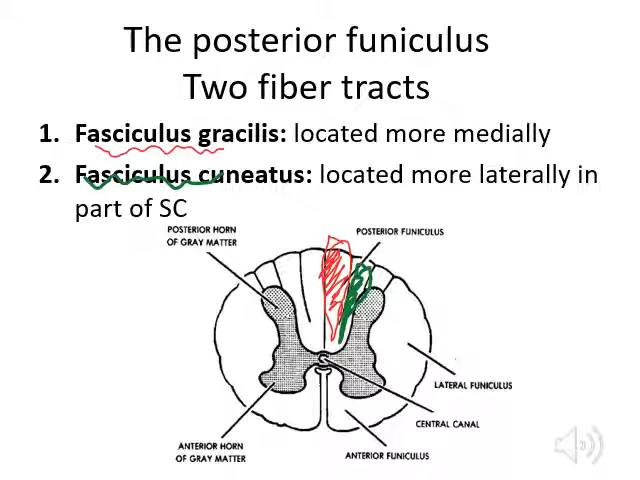 The posterior funiculus
Two fiber tracts
1. Fasciculus gracilis: located more medially
2. Fasciculus cuneatus: located more laterally in
part of SC
POSTERIOR HORN
OF GRAY MATTER
POSTERIOR FUNICULUS
LATERAL FUNICULUS
CENTRAL CANAL
ANTERIOR HORN
OF GRAY MATTER
ANTERIOR FUNICULUS